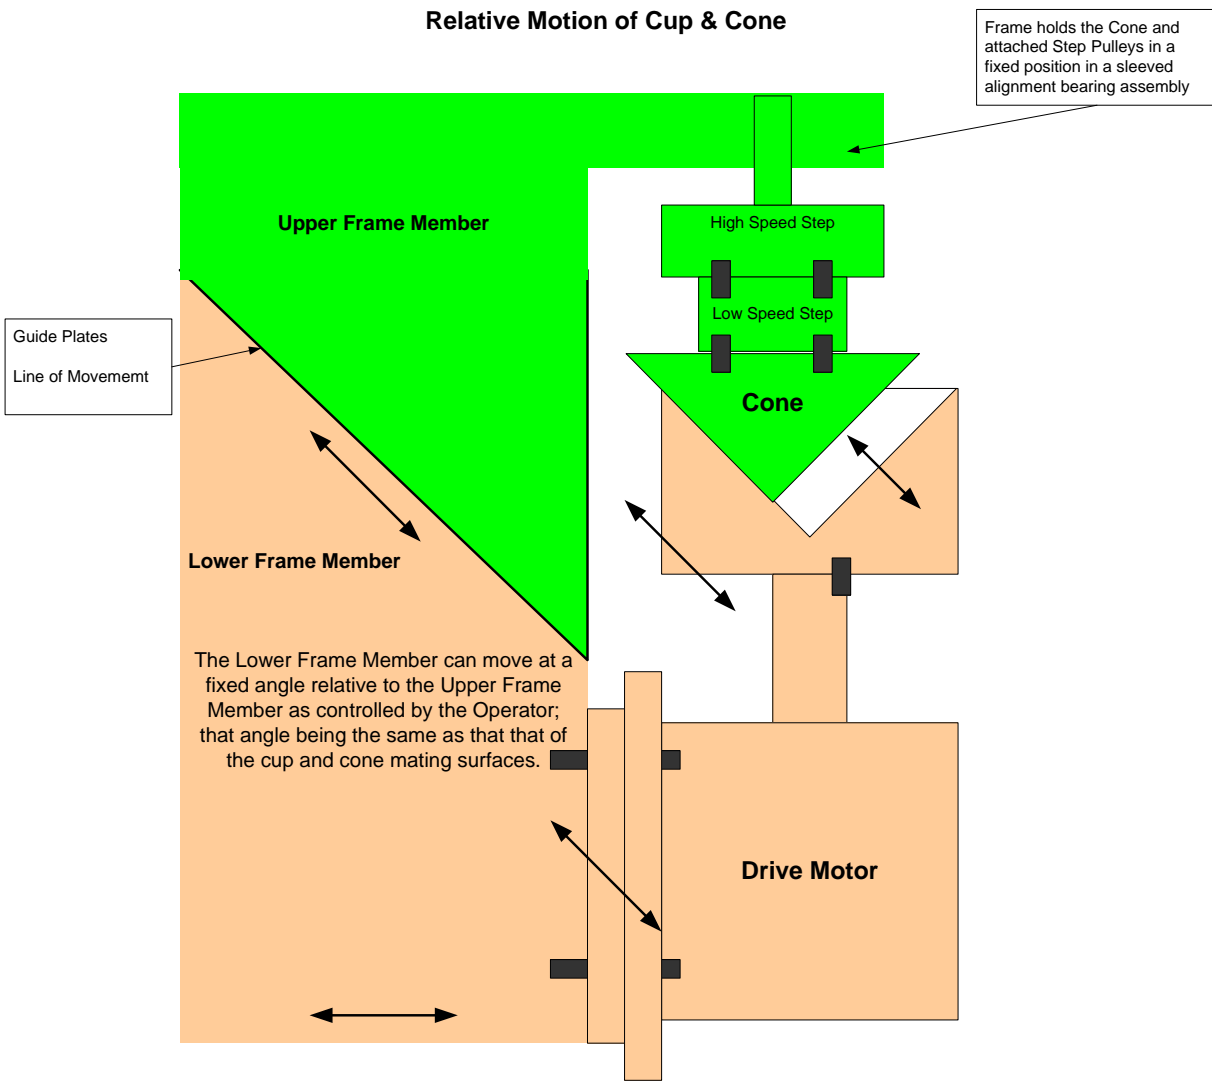 Relative Motion of Cup & Cone
Frame holds the Cone and
attached Step Pulleys in a
fixed position in a sleeved
alignment bearing assembly
Upper Frame Member
High Speed Step
Low Speed Step
Guide Plates
Line of Movememt
Cone
Lower Frame Member
The Lower Frame Member can move at a
fixed angle relative to the Upper Frame
Member as controlled by the Operator;
that angle being the same as that that of
the cup and cone mating surfaces.
Drive Motor